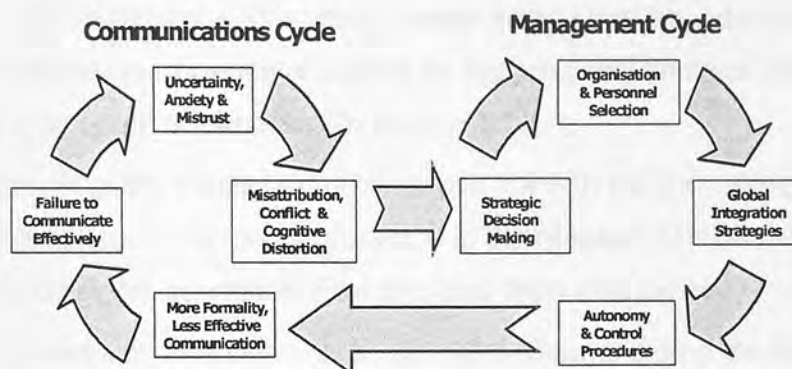 Communications Cycle
Management Cycle
Uncertainty,
Anxiety &
Mistrust
Organisation
& Personnel
Selection
Failure to
Communicate
Effectively
Misattribution,
Conflict &
Cognitive
Distortion
Strategic
Decision
Making
Global
Integration
Strategies
More Formality,
Less Effective
Communication
Autonomy
& Control
Procedures